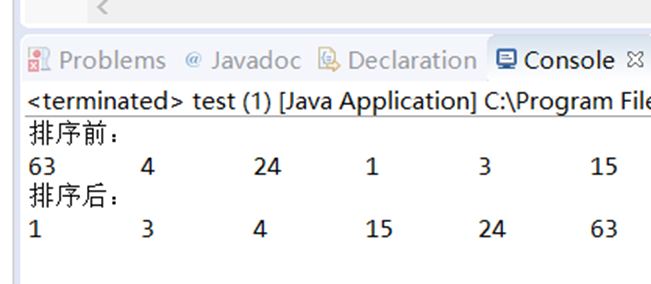 Problems @ Javadoc Declaration Console
<terminated> test (1) [Java Application] C:\Program File
排序前：
63 4 24 1 3 15
排序后：
1 3 4 15 24 63